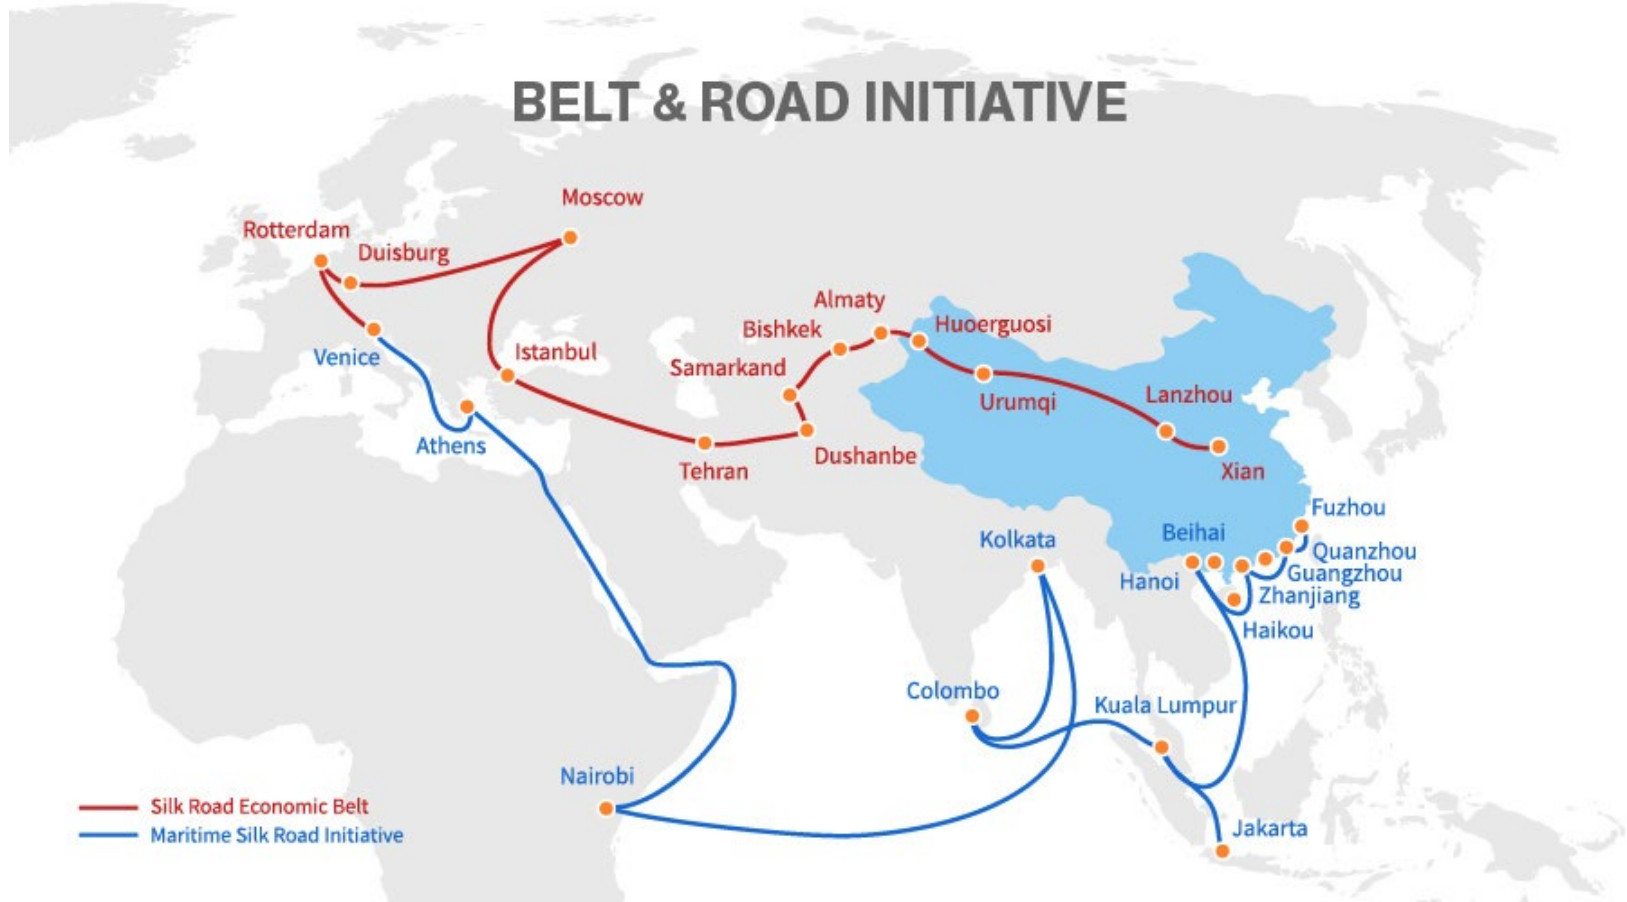 BELT & ROAD INITIATIVE
Moscow
Rotterdam
Duisburg
Almaty
Huoerguosi
Bishkek
Venice
Istanbul
Samarkand
Urumqi
Lanzhou
Athens
Tehran
Dushanbe
Xian
Fuzhou
Kolkata
Beihai
Quanzhou
Hanoi
Guangzhou
Zhanjiang
Haikou
Colombo
Kuala Lumpur
Nairobi
Silk Road Economic Belt
Maritime Silk Road Initiative
Jakarta